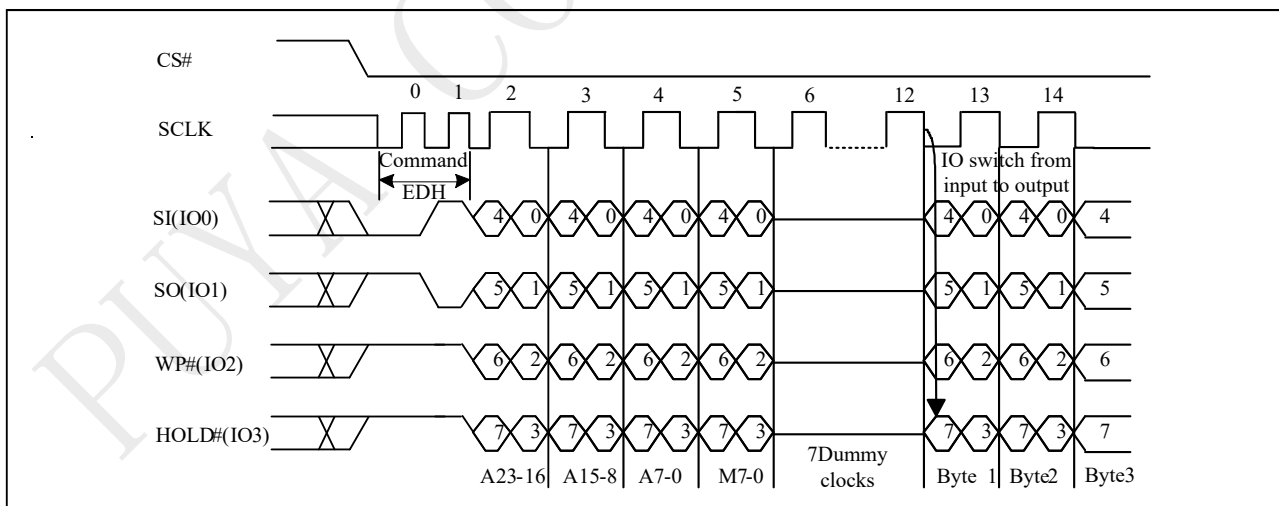 PUYA CO
CS#
0 1 2 3 4 5 6 12 13 14
SCLK
Command
EDH
IO switch from
input to output
SI(IO0) 4 0 4 0 4 0 4 0 4 0 4 0 4
SO(IO1) 5 1 5 1 5 1 5 1 5 1 5 1 5
WP#(IO2) 6 2 6 2 6 2 6 2 6 2 6 2 6
HOLD#(IO3) 7 3 7 3 7 3 7 3 7 3 7 3 7
A23-16 A15-8 A7-0 M7-0
7Dummy
clocks
Byte 1 Byte2 Byte3